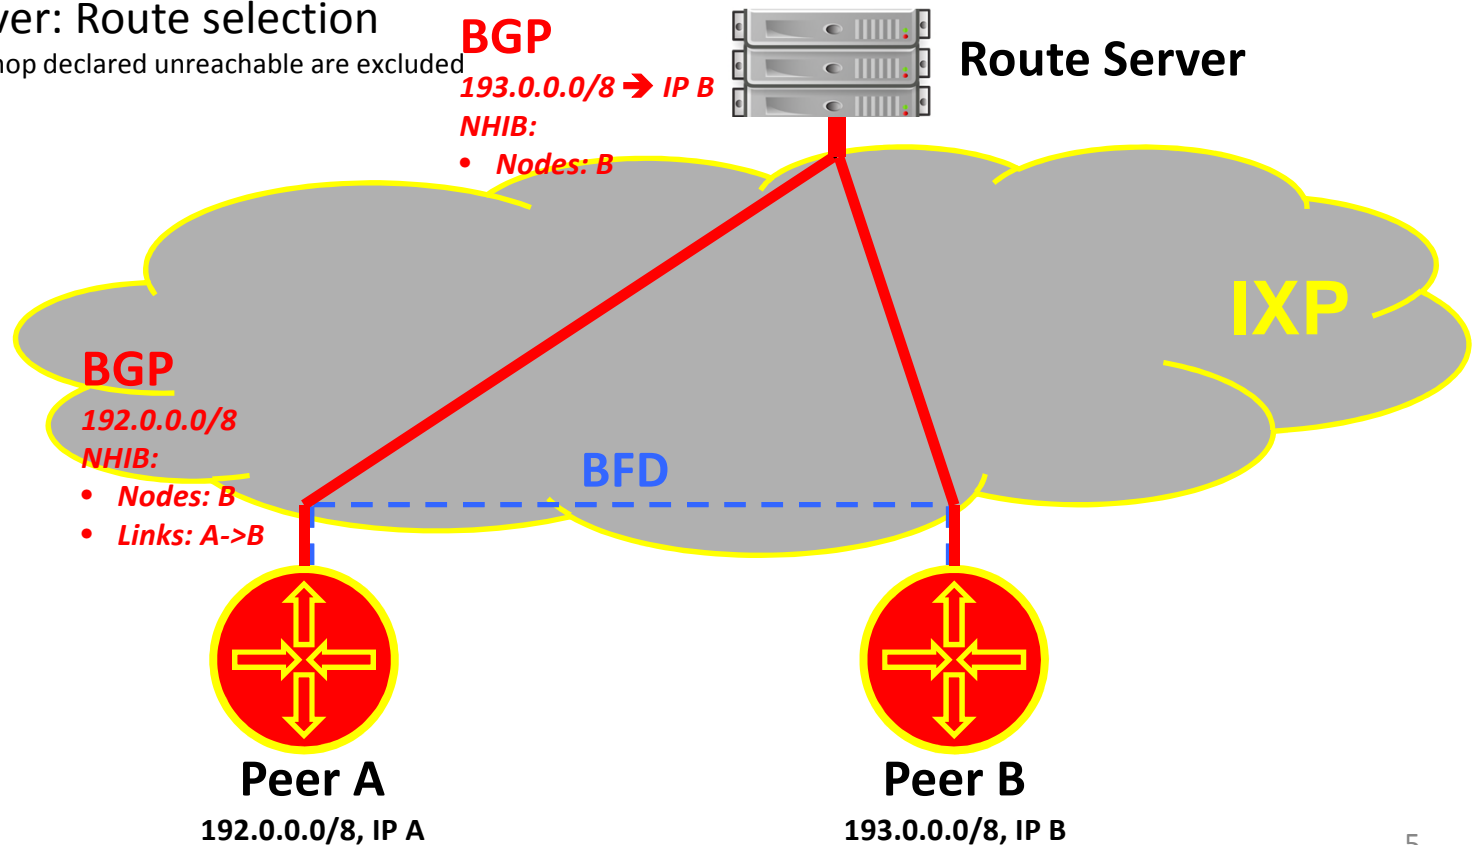 ver: Route selection
hop declared unreachable are excluded
BGP
193.0.0.0/8 ➔ IP B
NHIB:
• Nodes: B
Route Server
IXP
BGP
192.0.0.0/8
NHIB:
• Nodes: B
• Links: A->B
BFD
Peer A
192.0.0.0/8, IP A
Peer B
193.0.0.0/8, IP B
5